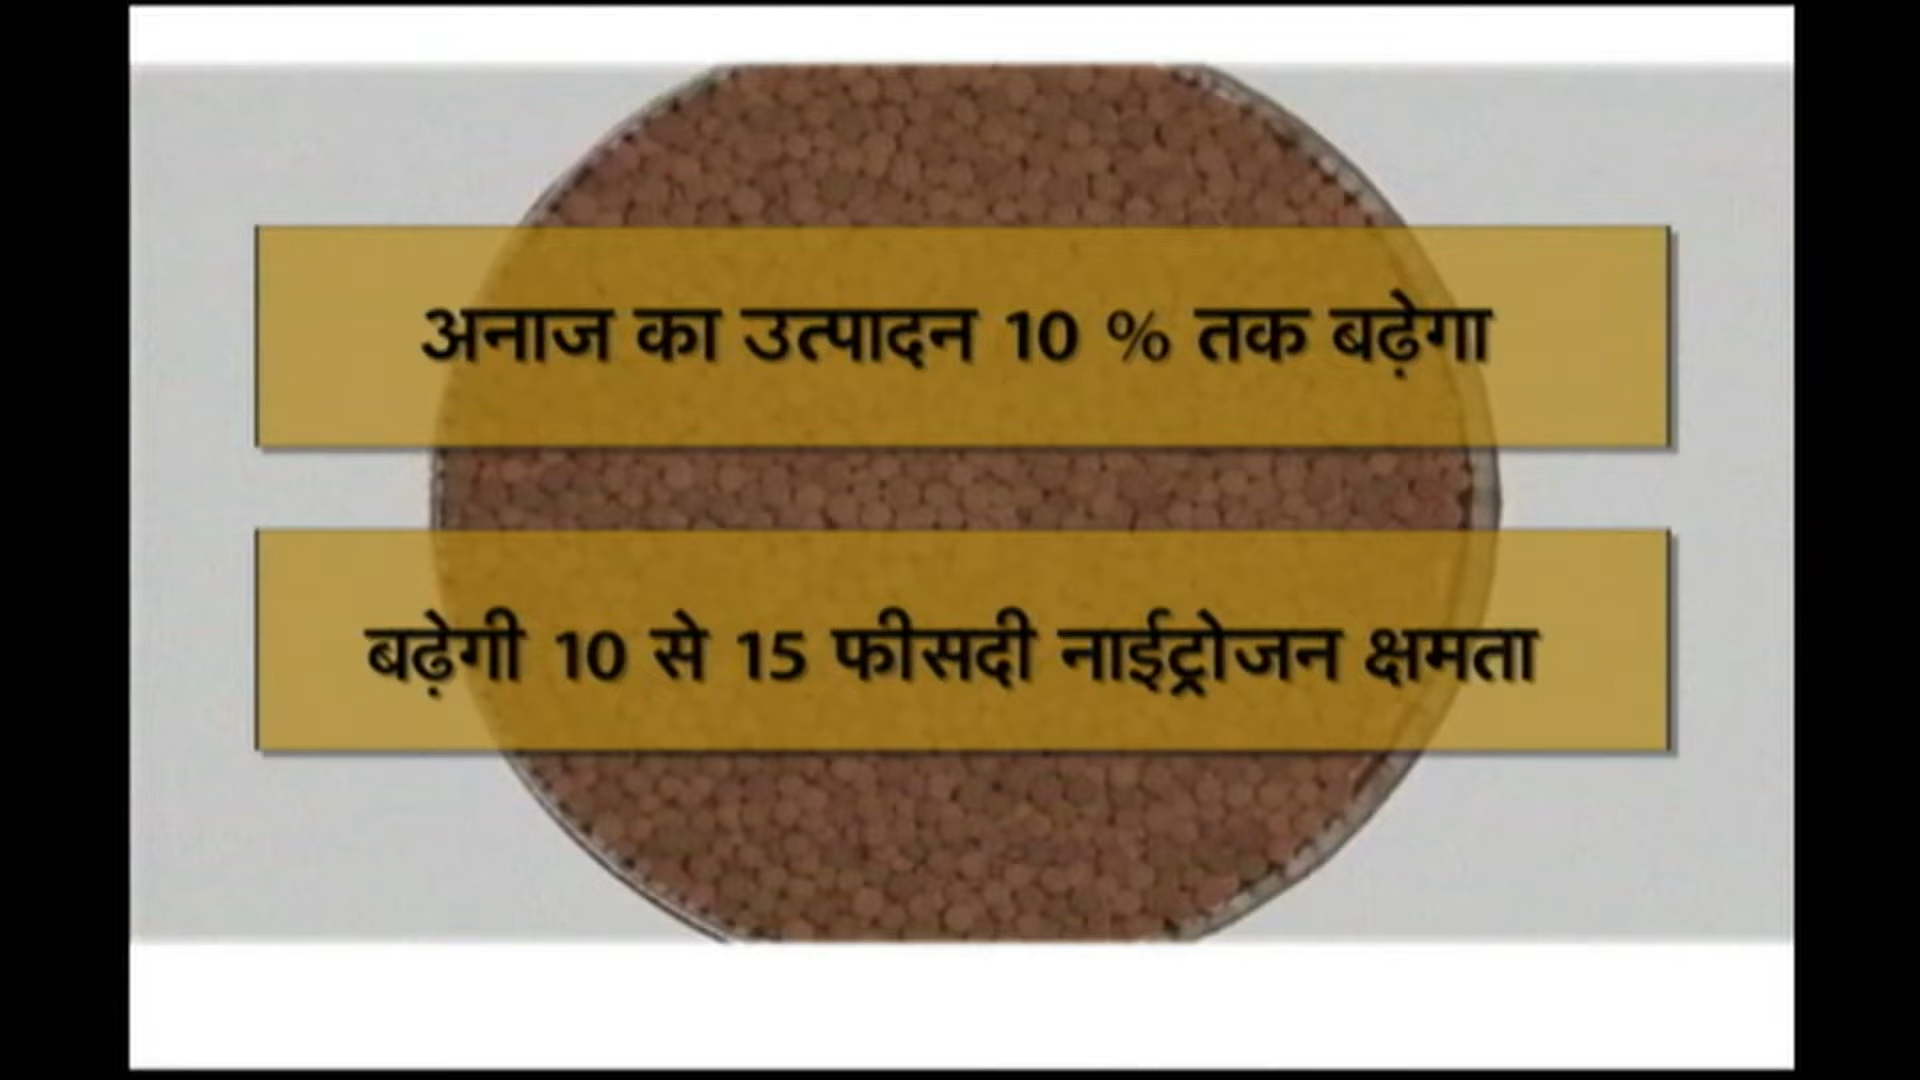 अनाज का उत्पादन 10 % तक बढ़ेगा
बढ़ेगी 10 से 15 फीसदी नाईट्रोजन क्षमता